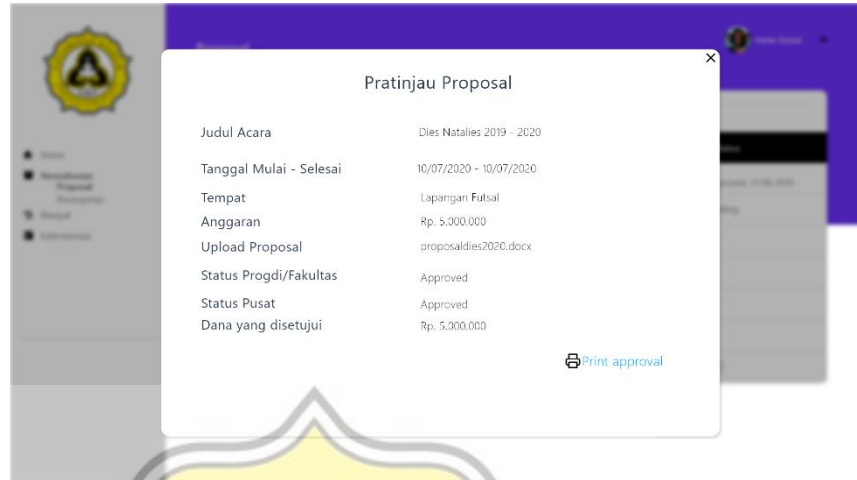 Pratinjau Proposal
Judul Acara Dies Natalies 2019 - 2020
Tanggal Mulai - Selesai 10/07/2020 - 10/07/2020
Tempat Lapangan Futsal
Anggaran Rp. 5.000.000
Upload Proposal proposaldies2020.docx
Status Progdi/Fakultas Approved
Status Pusat Approved
Dana yang disetujui Rp. 5.000.000
Print approval
Home
Proposal